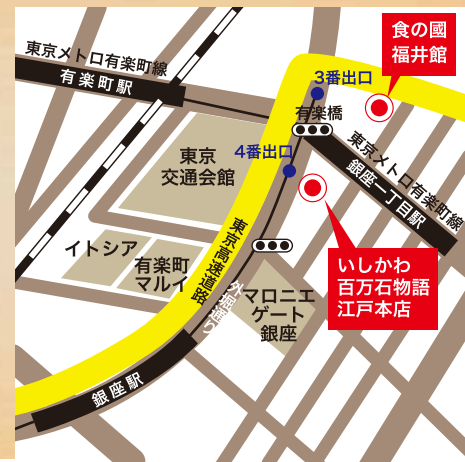 食の國
福井館
東京メトロ有楽町線
有楽町駅
3番出口
有楽橋
4番出口
東京
交通会館
東京メトロ有楽町線
銀座一丁目駅
イトシア
有楽町
マルイ
東京高速道路
外堀通り
マロニエ
ゲート
銀座
いしかわ
百万石物語
江戸本店
銀座駅